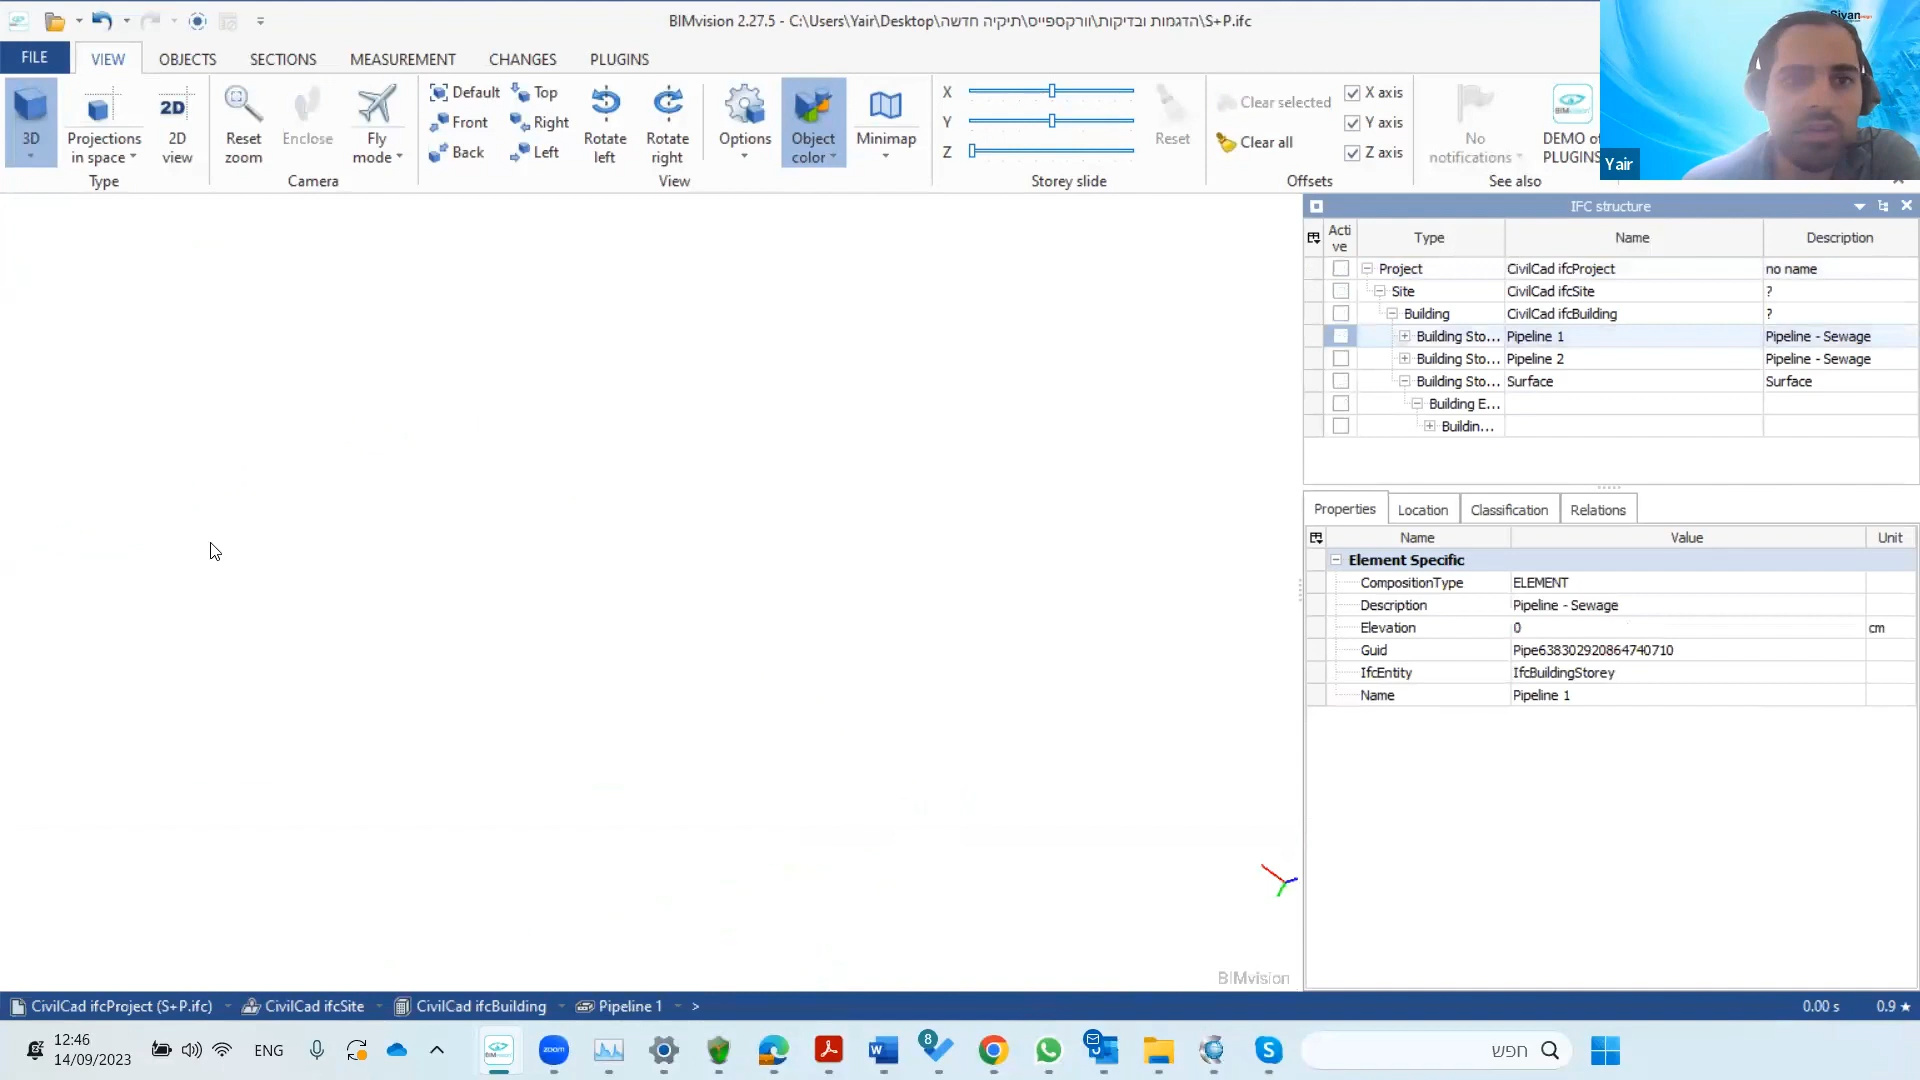 BIMvision 2.27.5 - C:\Users\Yair\Desktop\הדגמות ובדיקות\וורקספייס\תיקיה חדשה\S+P.ifc
FILE
VIEW
OBJECTS
SECTIONS
MEASUREMENT
CHANGES
PLUGINS
3D
Projections in space
2D view
Type
Reset zoom
Enclose
Fly mode
Camera
Default
Top
Front
Right
Back
Left
Rotate left
Rotate right
Options
Object color
Minimap
View
X
Y
Z
Reset
Storey slide
Clear selected
Clear all
X axis
Y axis
Z axis
Offsets
No notifications
DEMO of PLUGINS
See also
Sivan
Yair
IFC structure
Active
Type
Name
Description
Project
CivilCad ifcProject
no name
Site
CivilCad ifcSite
?
Building
CivilCad ifcBuilding
?
Building Sto...
Pipeline 1
Pipeline - Sewage
Building Sto...
Pipeline 2
Pipeline - Sewage
Building Sto...
Surface
Surface
Building E...
Buildin...
Properties
Location
Classification
Relations
Name
Value
Unit
Element Specific
CompositionType
ELEMENT
Description
Pipeline - Sewage
Elevation
0
cm
Guid
Pipe638302920864740710
IfcEntity
IfcBuildingStorey
Name
Pipeline 1
BIMvision
CivilCad ifcProject (S+P.ifc)
CivilCad ifcSite
CivilCad ifcBuilding
Pipeline 1
>
0.00 s
0.9
12:46
14/09/2023
ENG
zoom
8
חפש